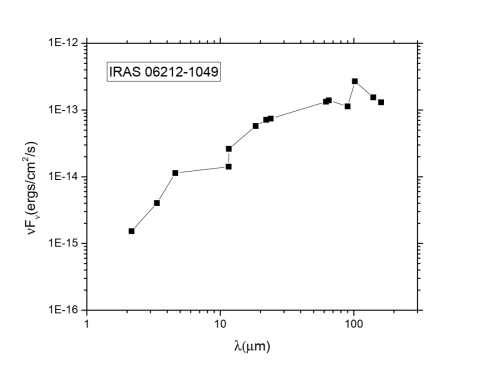 1E-12
IRAS 06212-1049
1E-13
1E-14
1E-15
1E-16
νFν(ergs/cm²/s)
1 10 100
λ(μm)